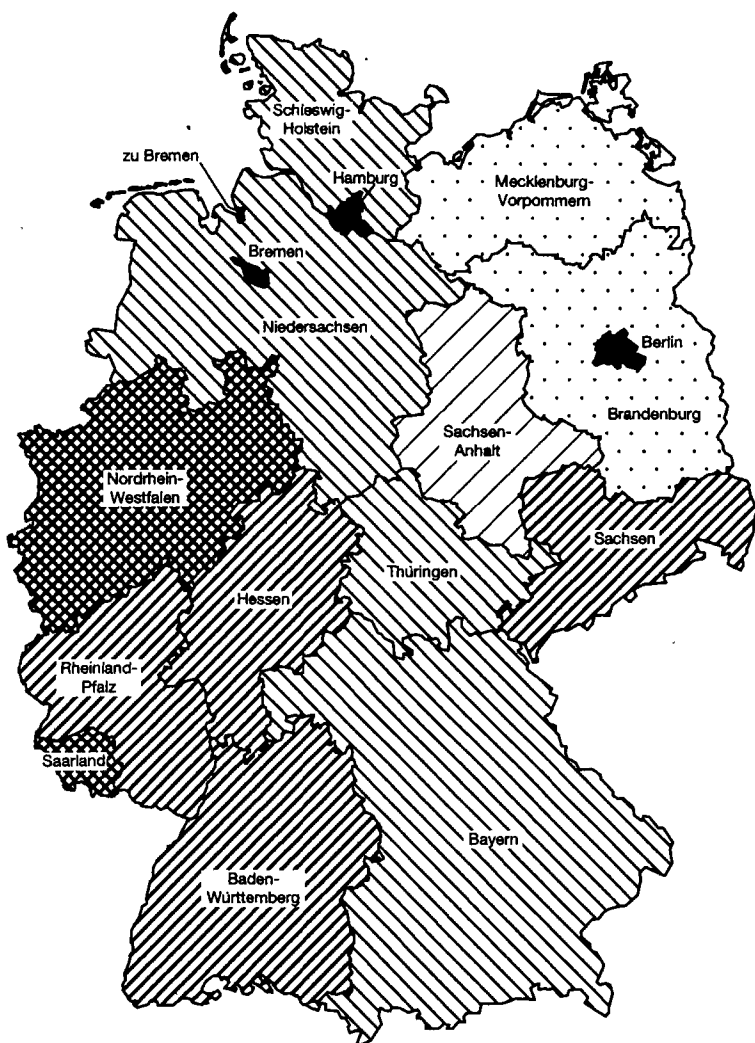 Schleswig-
Holstein
zu Bremen
Hamburg
Mecklenburg-
Vorpommern
Bremen
Niedersachsen
Berlin
Brandenburg
Sachsen-
Anhalt
Nordrhein-
Westfalen
Sachsen
Thüringen
Hessen
Rheinland-
Pfalz
Saarland
Bayern
Baden-
Württemberg